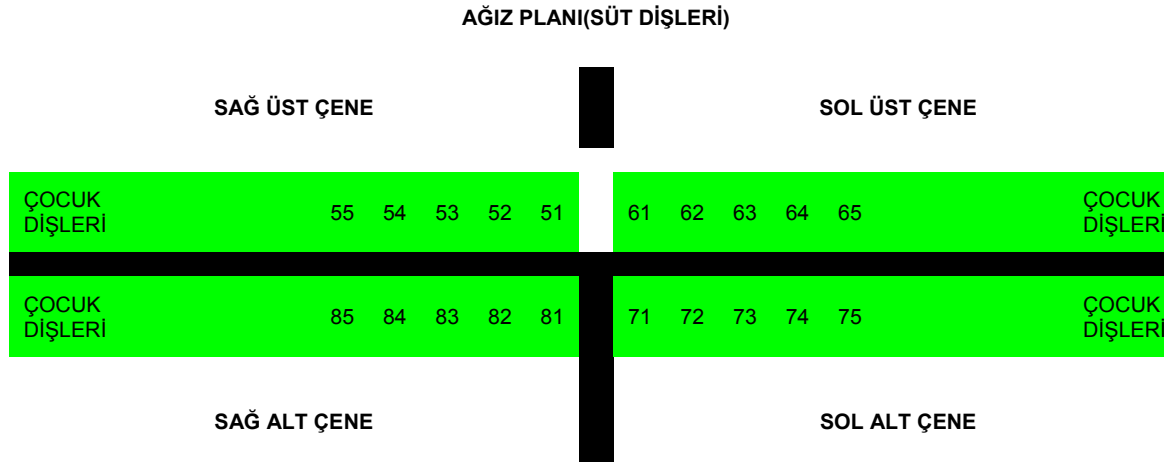 AĞIZ PLANI(SÜT DİŞLERİ)
SAĞ ÜST ÇENE SOL ÜST ÇENE
ÇOCUK DİŞLERİ 55 54 53 52 51 61 62 63 64 65 ÇOCUK DİŞLERİ
ÇOCUK DİŞLERİ 85 84 83 82 81 71 72 73 74 75 ÇOCUK DİŞLERİ
SAĞ ALT ÇENE SOL ALT ÇENE